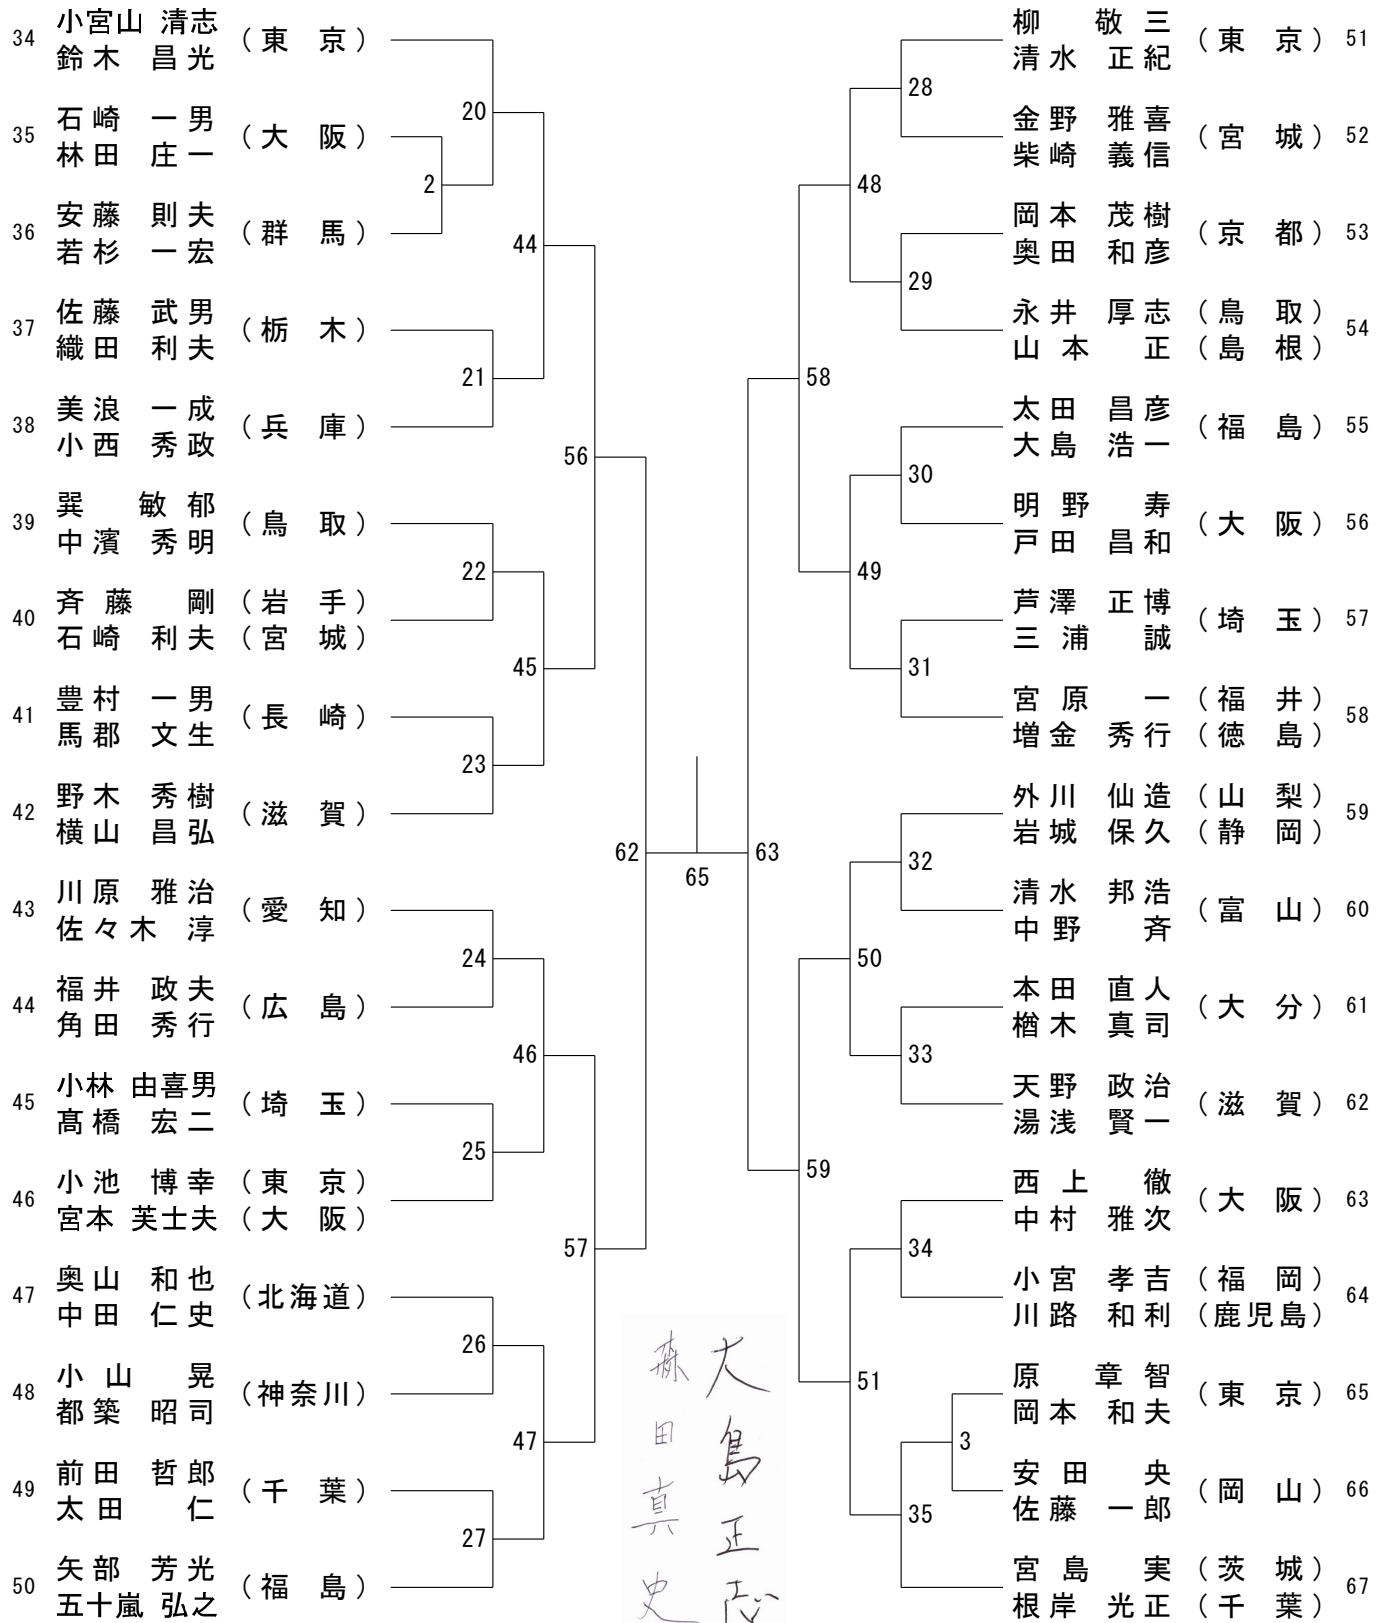 34 小宮山 清志 (東 京)
鈴木 昌光
35 石崎 一男 (大 阪)
林田 庄一
36 安藤 則夫 (群 馬)
若杉 一宏
37 佐藤 武男 (栃 木)
織田 利夫
38 美浪 一成 (兵 庫)
小西 秀政
39 巽 敏郁 (鳥 取)
中濱 秀明
40 斉藤 剛 (岩 手)
石崎 利夫 (宮 城)
41 豊村 一男 (長 崎)
馬郡 文生
42 野木 秀樹 (滋 賀)
横山 昌弘
43 川原 雅治 (愛 知)
佐々木 淳
44 福井 政夫 (広 島)
角田 秀行
45 小林 由喜男 (埼 玉)
髙橋 宏二
46 小池 博幸 (東 京)
宮本 芙士夫 (大 阪)
47 奥山 和也 (北海道)
中田 仁史
48 小山 晃 (神奈川)
都築 昭司
49 前田 哲郎 (千 葉)
太田 仁
50 矢部 芳光 (福 島)
五十嵐 弘之
20
2
44
21
56
22
45
23
62
24
46
25
57
26
47
27
65
28
48
29
58
30
49
31
63
32
50
33
59
34
51
3
35
柳 敬三 (東 京) 51
清水 正紀
金野 雅喜 (宮 城) 52
柴崎 義信
岡本 茂樹 (京 都) 53
奥田 和彦
永井 厚志 (鳥 取) 54
山本 正 (島 根)
太田 昌彦 (福 島) 55
大島 浩一
明野 寿 (大 阪) 56
戸田 昌和
芦澤 正博 (埼 玉) 57
三浦 誠
宮原 一 (福 井) 58
増金 秀行 (徳 島)
外川 仙造 (山 梨) 59
岩城 保久 (静 岡)
清水 邦浩 (富 山) 60
中野 斉
本田 直人 (大 分) 61
楢木 真司
天野 政治 (滋 賀) 62
湯浅 賢一
西上 徹 (大 阪) 63
中村 雅次
小宮 孝吉 (福 岡) 64
川路 和利 (鹿児島)
原 章智 (東 京) 65
岡本 和夫
安田 央 (岡 山) 66
佐藤 一郎
宮島 実 (茨 城) 67
根岸 光正 (千 葉)
大島正志
森田真史